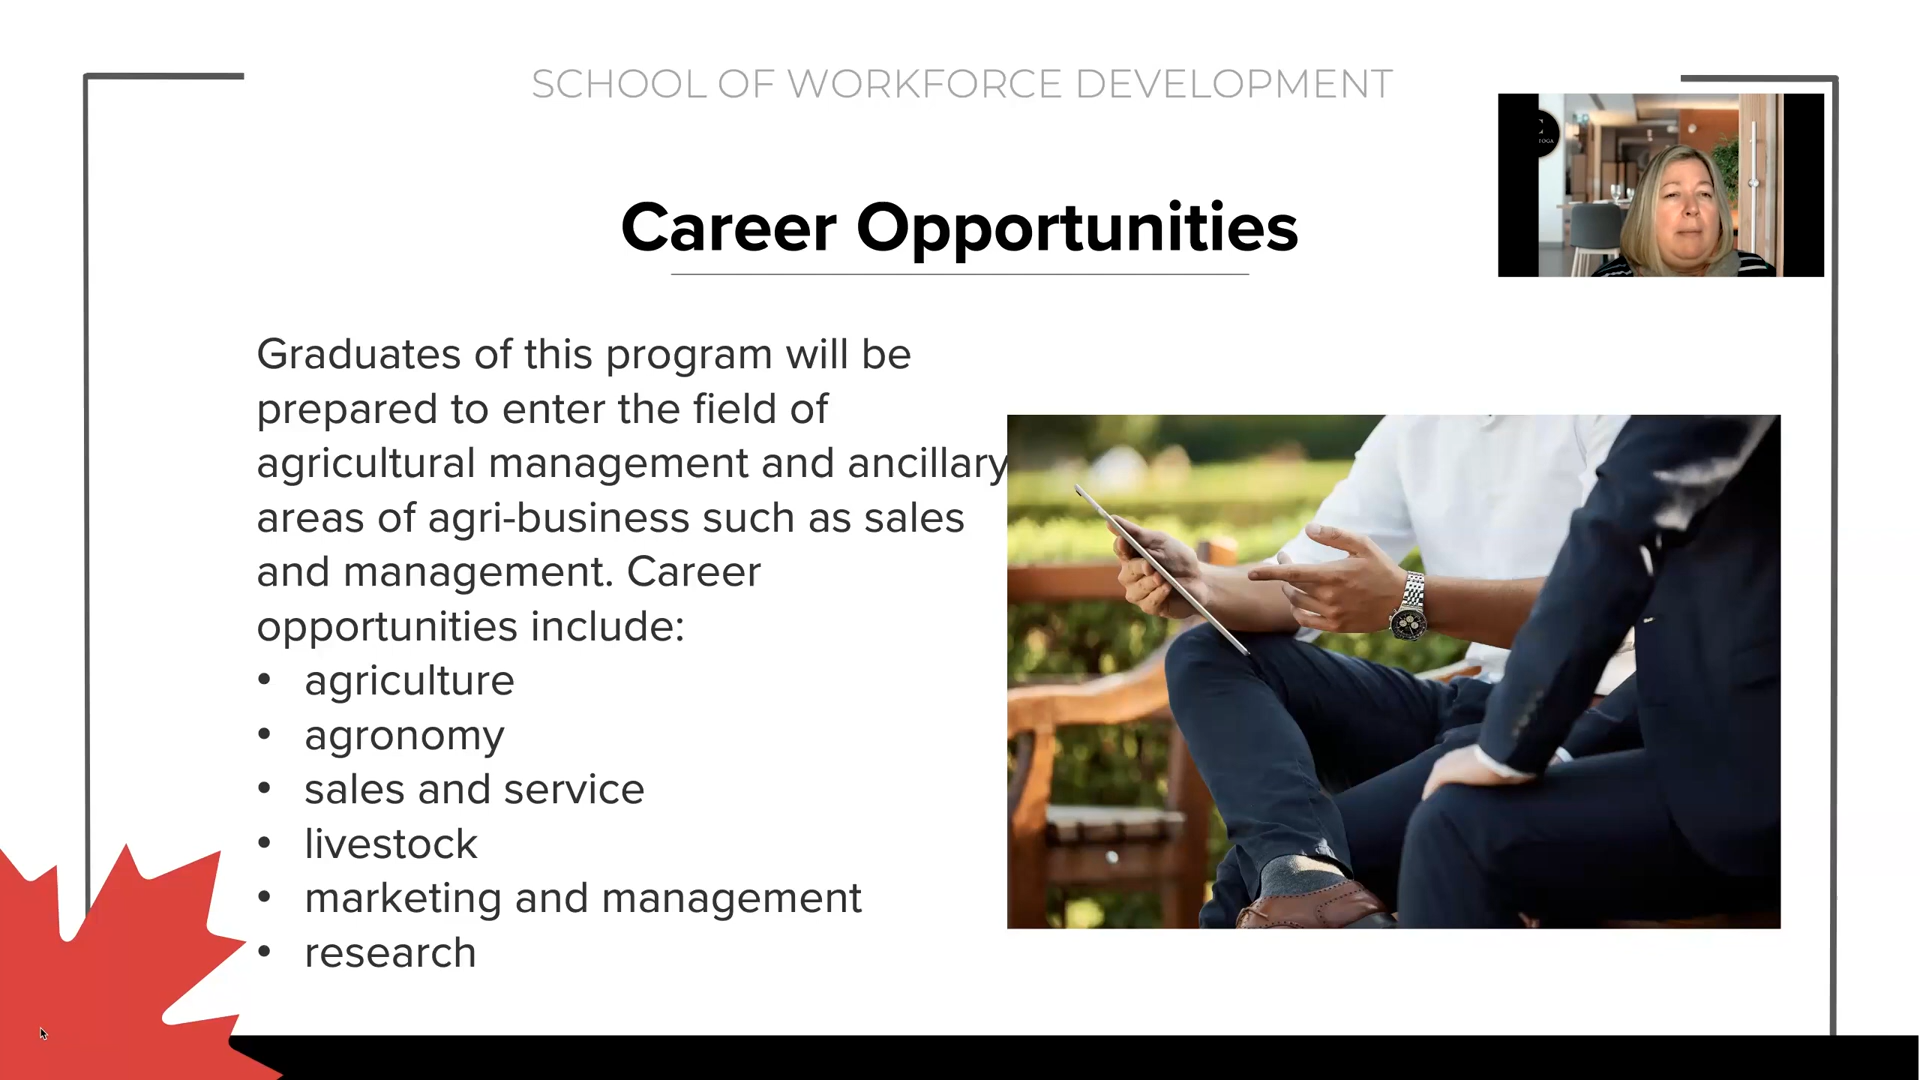 SCHOOL OF WORKFORCE DEVELOPMENT
Career Opportunities
Graduates of this program will be
prepared to enter the field of
agricultural management and ancillary
areas of agri-business such as sales
and management. Career
opportunities include:
• agriculture
• agronomy
• sales and service
• livestock
• marketing and management
• research